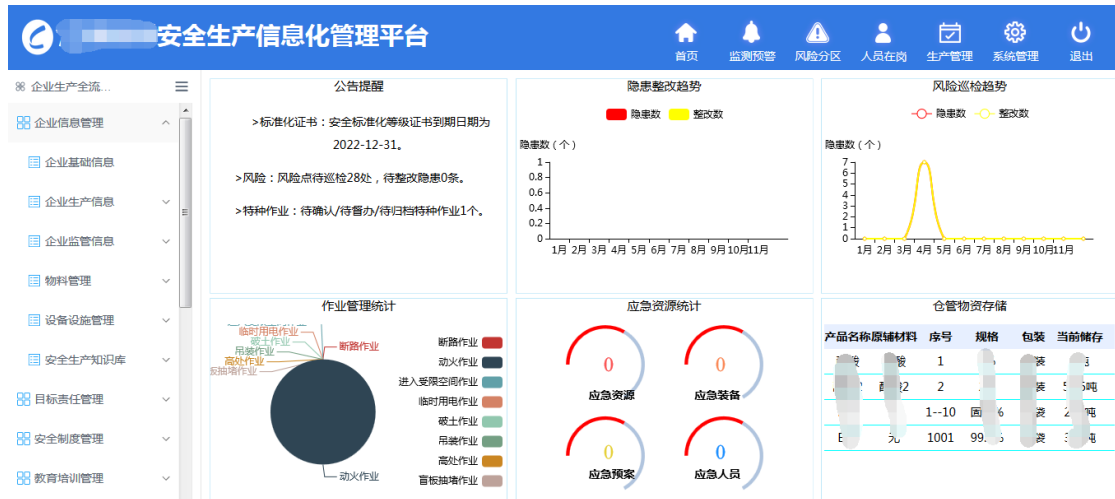 安全生产信息化管理平台
首页 监测预警 风险分区 人员在岗 生产管理 系统管理 退出
企业生产全流...
企业信息管理
企业基础信息
企业生产信息
企业监管信息
物料管理
设备设施管理
安全生产知识库
目标责任管理
安全制度管理
教育培训管理
公告提醒
>标准化证书：安全标准化等级证书到期日期为
2022-12-31。
>风险：风险点待巡检28处，待整改隐患0条。
>特种作业：待确认/待督办/待归档特种作业1个。
隐患整改趋势
隐患数 整改数
隐患数（个）
1
0.8
0.6
0.4
0.2
0
1月 2月 3月 4月 5月 6月 7月 8月 9月 10月 11月
风险巡检趋势
隐患数 整改数
隐患数（个）
7
6
5
4
3
2
1
0
1月 2月 3月 4月 5月 6月 7月 8月 9月 10月 11月
作业管理统计
临时用电作业
破土作业
吊装作业
高处作业
盲板抽堵作业
断路作业
动火作业
断路作业
动火作业
进入受限空间作业
临时用电作业
破土作业
吊装作业
高处作业
盲板抽堵作业
应急资源统计
0
应急资源
0
应急装备
0
应急预案
0
应急人员
仓管物资存储
产品名称 原辅材料 序号 规格 包装 当前储存
酸 酸 1 % 装 吨
2 装 吨
1--10 固 % 袋 2 吨
无 1001 99 % 袋 吨